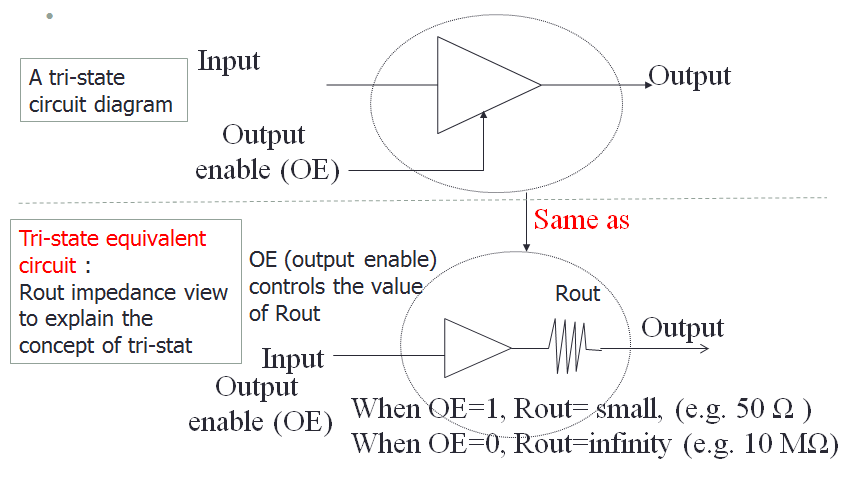 A tri-state
circuit diagram
Input
Output
Output
enable (OE)
Same as
Tri-state equivalent
circuit :
Rout impedance view
to explain the
concept of tri-stat
OE (output enable)
controls the value
of Rout
Rout
Output
Input
Output
enable (OE)
When OE=1, Rout= small, (e.g. 50 Ω )
When OE=0, Rout=infinity (e.g. 10 MΩ)